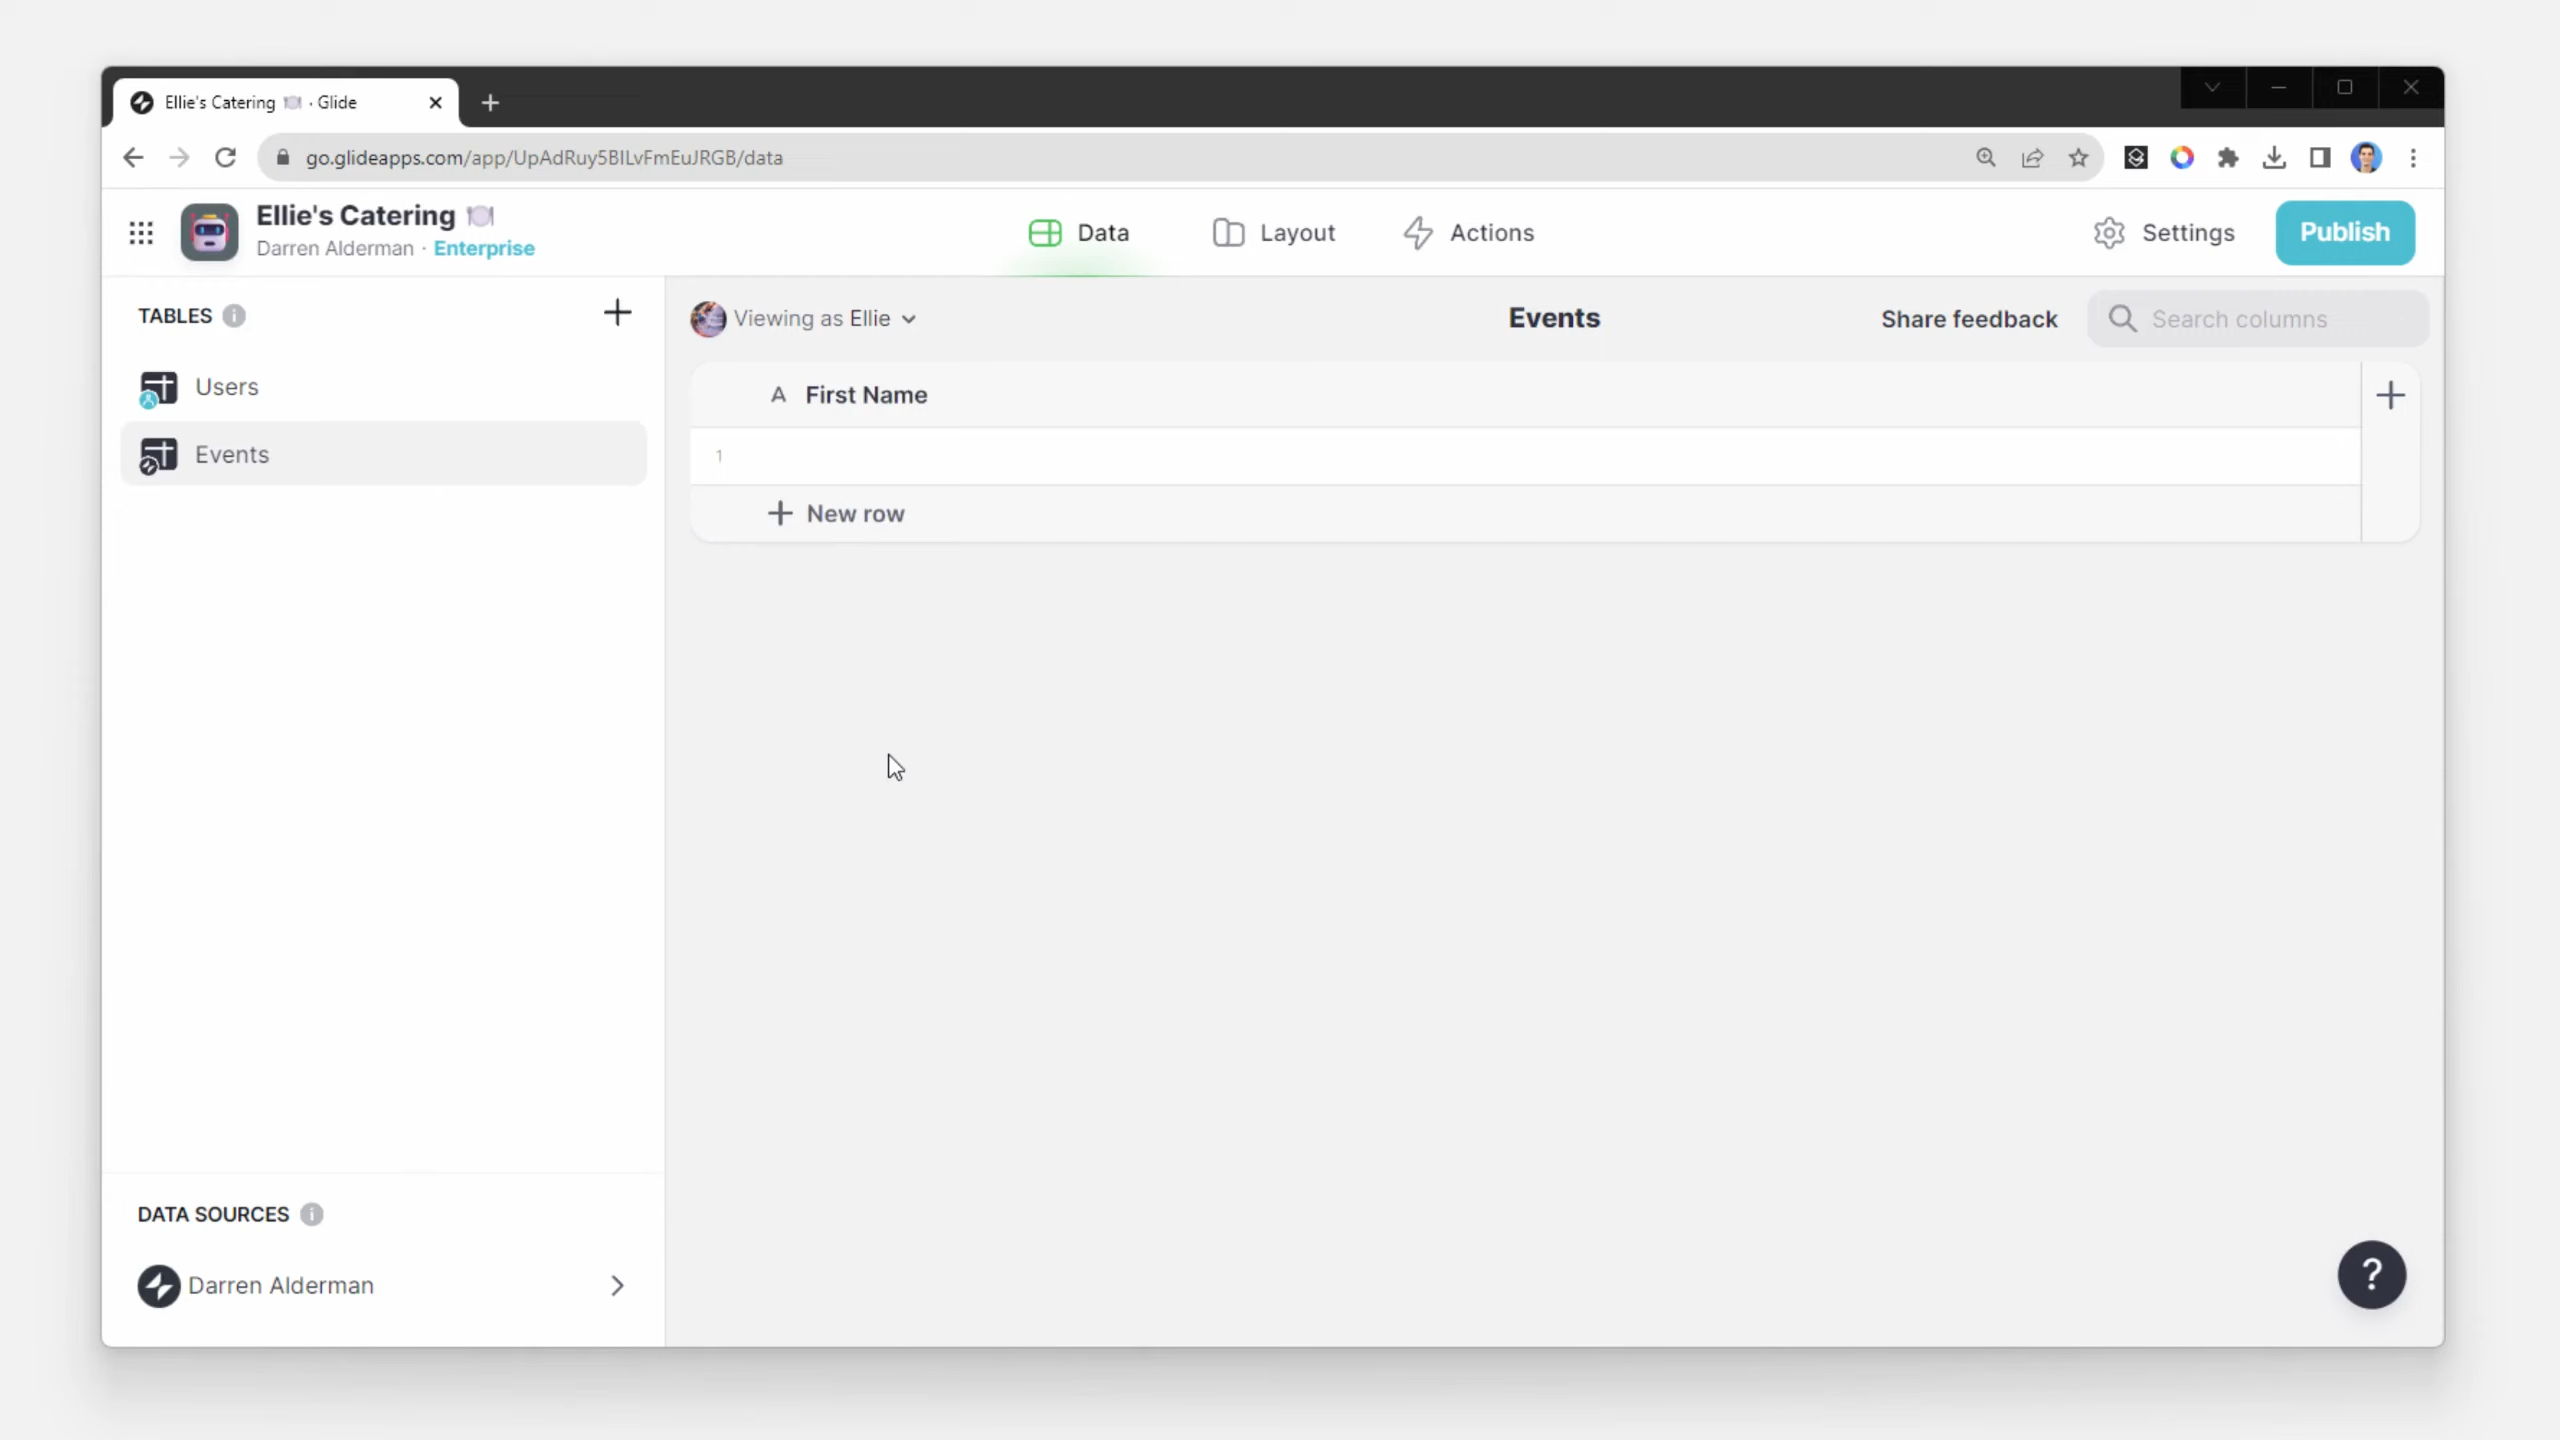 Ellie's Catering 🍽 · Glide
go.glideapps.com/app/UpAdRuy5BILvFmEuJRGB/data
Ellie's Catering 🍽
Darren Alderman · Enterprise
Data
Layout
Actions
Settings
Publish
TABLES
Users
Events
Viewing as Ellie
Events
Share feedback
Search columns
A First Name
1
New row
DATA SOURCES
Darren Alderman
?